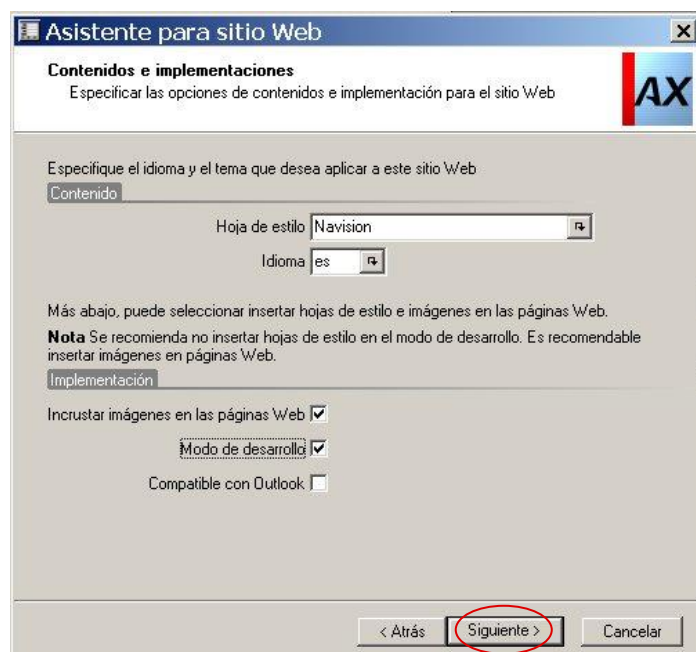 Asistente para sitio Web
Contenidos e implementaciones
Especificar las opciones de contenidos e implementación para el sitio Web
AX
Especifique el idioma y el tema que desea aplicar a este sitio Web
Contenido
Hoja de estilo Navision
Idioma es
Más abajo, puede seleccionar insertar hojas de estilo e imágenes en las páginas Web.
Nota Se recomienda no insertar hojas de estilo en el modo de desarrollo. Es recomendable
insertar imágenes en páginas Web.
Implementación
Incrustar imágenes en las páginas Web
Modo de desarrollo
Compatible con Outlook
< Atrás Siguiente > Cancelar